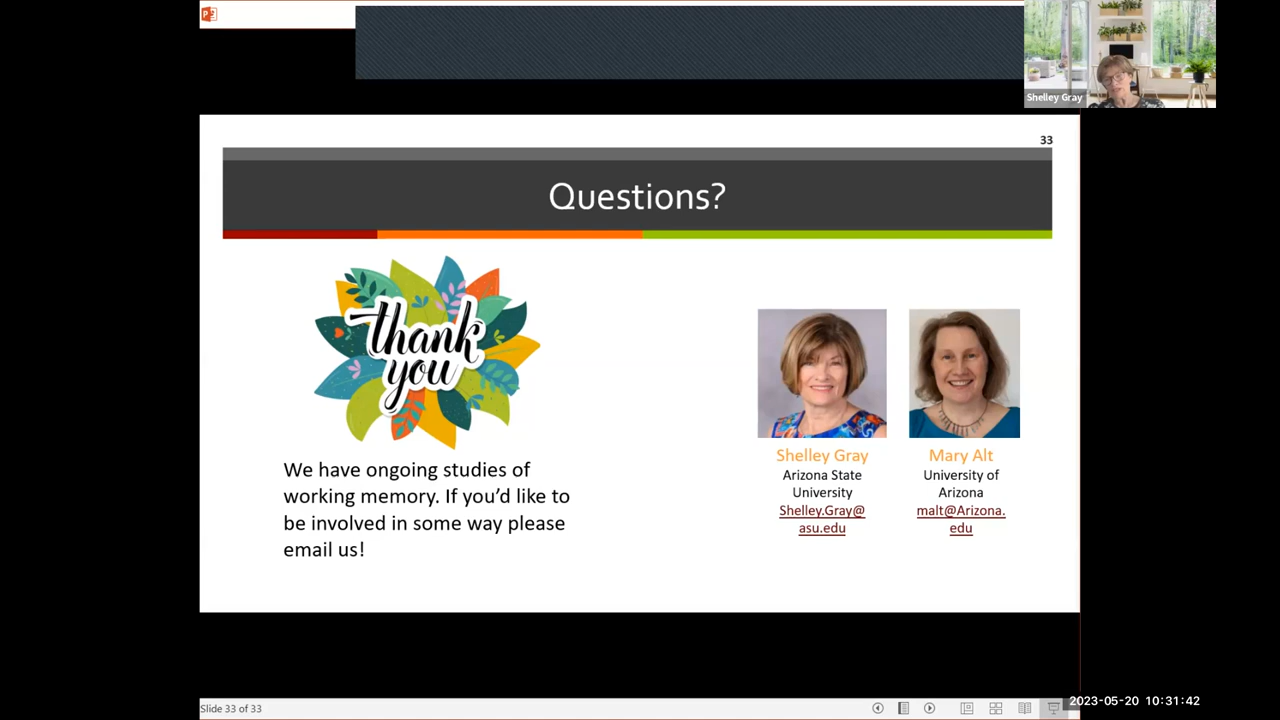 P
Shelley Gray
33
Questions?
thank
you
We have ongoing studies of
working memory. If you’d like to
be involved in some way please
email us!
Shelley Gray
Arizona State
University
Shelley.Gray@
asu.edu
Mary Alt
University of
Arizona
malt@Arizona.
edu
Slide 33 of 33
2023-05-20 10:31:42